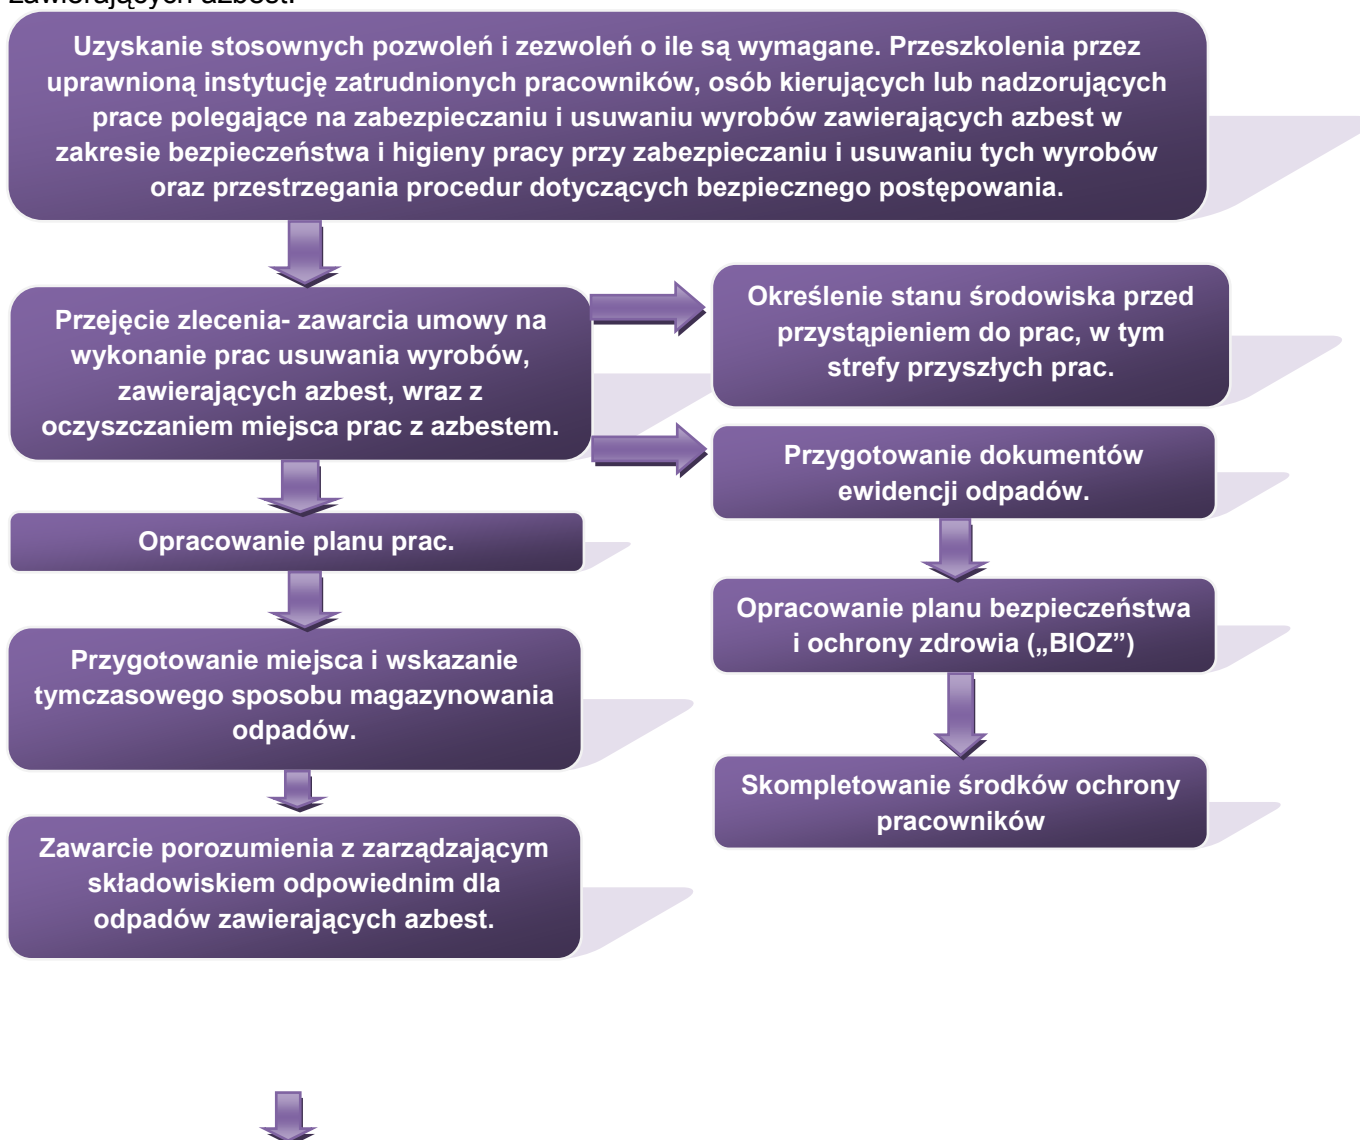 zawierających azbest.
Uzyskanie stosownych pozwoleń i zezwoleń o ile są wymagane. Przeszkolenia przez
uprawnioną instytucję zatrudnionych pracowników, osób kierujących lub nadzorujących
prace polegające na zabezpieczaniu i usuwaniu wyrobów zawierających azbest w
zakresie bezpieczeństwa i higieny pracy przy zabezpieczaniu i usuwaniu tych wyrobów
oraz przestrzegania procedur dotyczących bezpiecznego postępowania.
Przejęcie zlecenia- zawarcia umowy na
wykonanie prac usuwania wyrobów,
zawierających azbest, wraz z
oczyszczaniem miejsca prac z azbestem.
Określenie stanu środowiska przed
przystąpieniem do prac, w tym
strefy przyszłych prac.
Przygotowanie dokumentów
ewidencji odpadów.
Opracowanie planu prac.
Opracowanie planu bezpieczeństwa
i ochrony zdrowia („BIOZ”)
Przygotowanie miejsca i wskazanie
tymczasowego sposobu magazynowania
odpadów.
Skompletowanie środków ochrony
pracowników
Zawarcie porozumienia z zarządzającym
składowiskiem odpowiednim dla
odpadów zawierających azbest.